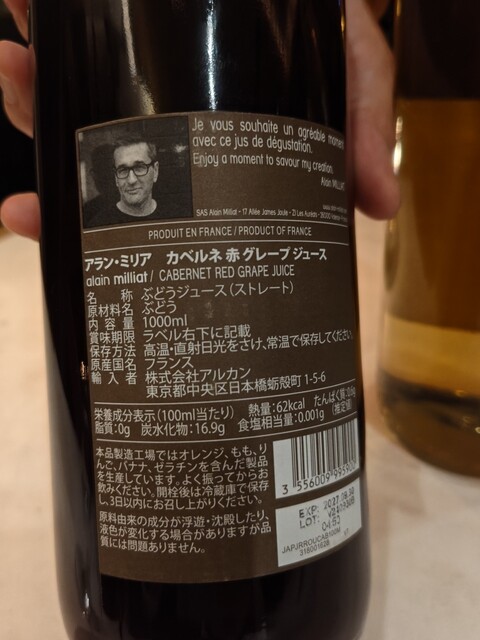 Je vous souhaite un agréable moment
avec ce jus de dégustation.
Enjoy a moment to savour my creation.
Alain MILLIAT
SAS Alain Milliat - 17 Allée James Joule - ZI Les Auréats -
PRODUIT EN FRANCE / PRODUCT OF FRANCE
アラン・ミリア カベルネ 赤 グレープ ジュース
alain milliat / CABERNET RED GRAPE JUICE
名 称 ぶどうジュース(ストレート)
原材料名 ぶどう
内 容 量 1000ml
賞味期限 ラベル右下に記載
保存方法 高温・直射日光をさけ、常温で保存してください。
原産国名 フランス
輸 入 者 株式会社アルカン
東京都中央区日本橋蛎殻町 1-5-6
栄養成分表示(100ml当たり) 熱量:62kcal たんぱく質:
脂質:0g 炭水化物:16.9g 食塩相当量:0.001g (推定値)
本品製造工場ではオレンジ、もも、り
んご、バナナ、ゼラチンを含んだ製品
を生産しています。よく振ってからお
飲みください。開栓後は冷蔵庫で保存
し、3日以内にお召し上がりください。
原料由来の成分が浮遊・沈殿したり、
液色が変化する場合がありますが品
質には問題ありません。
3 556009 995902
EXP:
LOT:
04:52
318001628